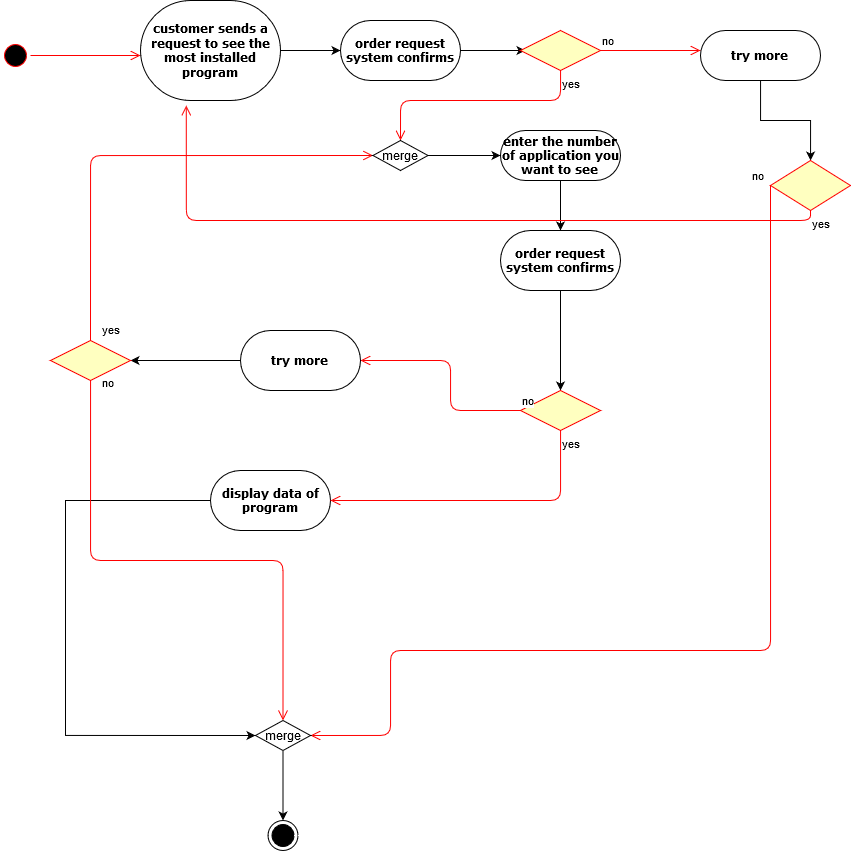 customer sends a
request to see the
most installed
program
order request
system confirms
no
try more
yes
merge
enter the number
of application you
want to see
no
yes
order request
system confirms
yes
try more
no
no
yes
display data of
program
merge